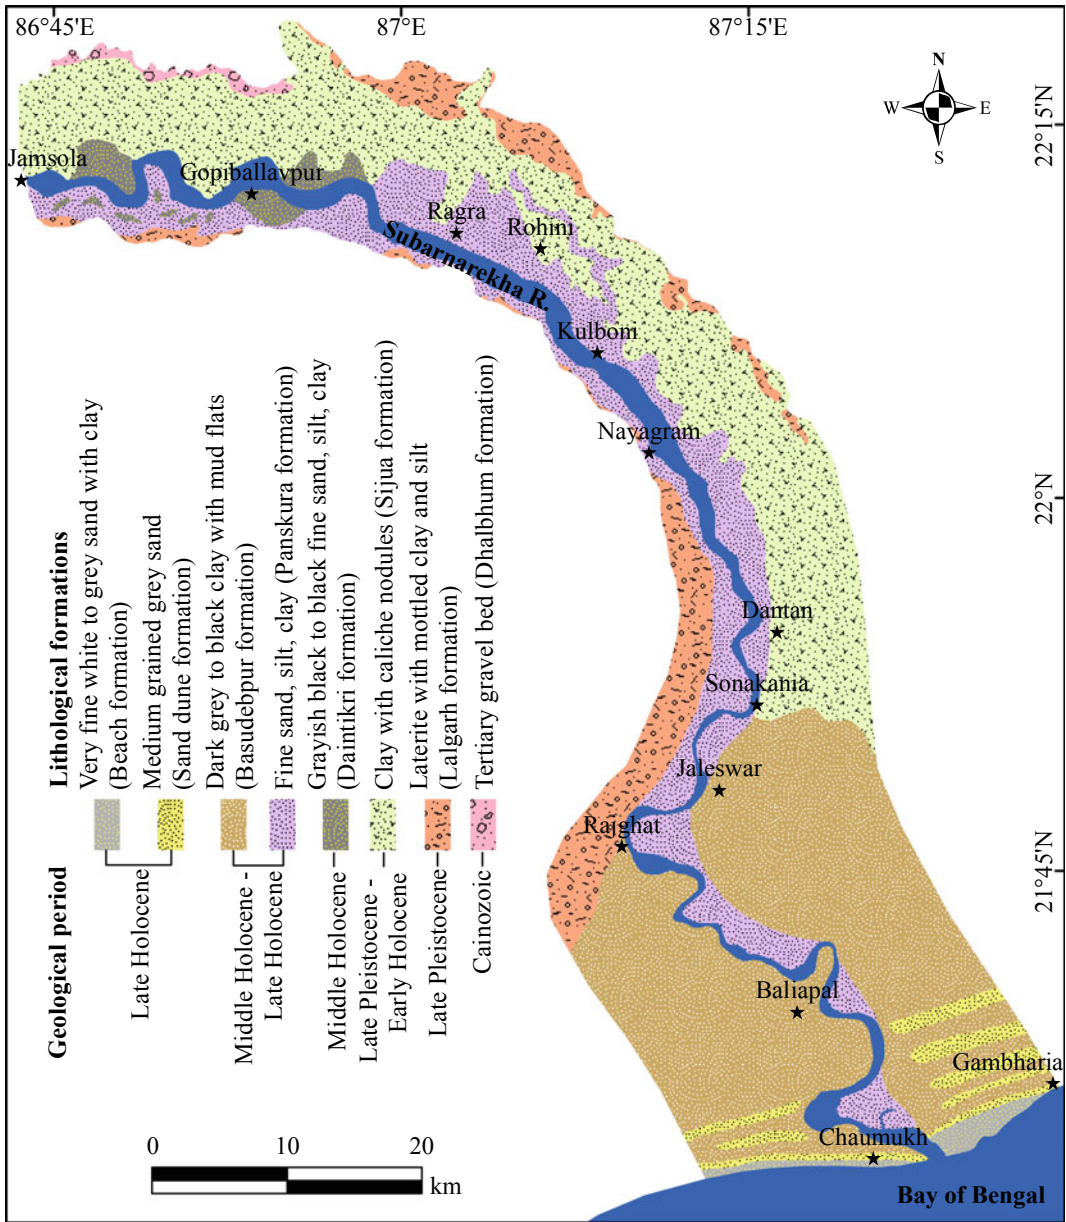 86°45'E
87°E
87°15'E
N
W
E
S
22°15'N
Jamsola
Gopiballavpur
Ragra
Rohini
Subarnarekha R.
Kulboni
Nayagram
22°N
Dantan
Sonakania
Jaleswar
Rajghat
21°45'N
Baliapal
Gambharia
Chaumukh
Bay of Bengal
Lithological formations
Very fine white to grey sand with clay
(Beach formation)
Medium grained grey sand
(Sand dune formation)
Dark grey to black clay with mud flats
(Basudebpur formation)
Fine sand, silt, clay (Panskura formation)
Grayish black to black fine sand, silt, clay
(Daintikri formation)
Clay with caliche nodules (Sijua formation)
Laterite with mottled clay and silt
(Lalgarh formation)
Tertiary gravel bed (Dhalbhum formation)
Geological period
Late Holocene
Middle Holocene -
Late Holocene
Middle Holocene
Late Pleistocene -
Early Holocene
Late Pleistocene
Cainozoic
0
10
20
km